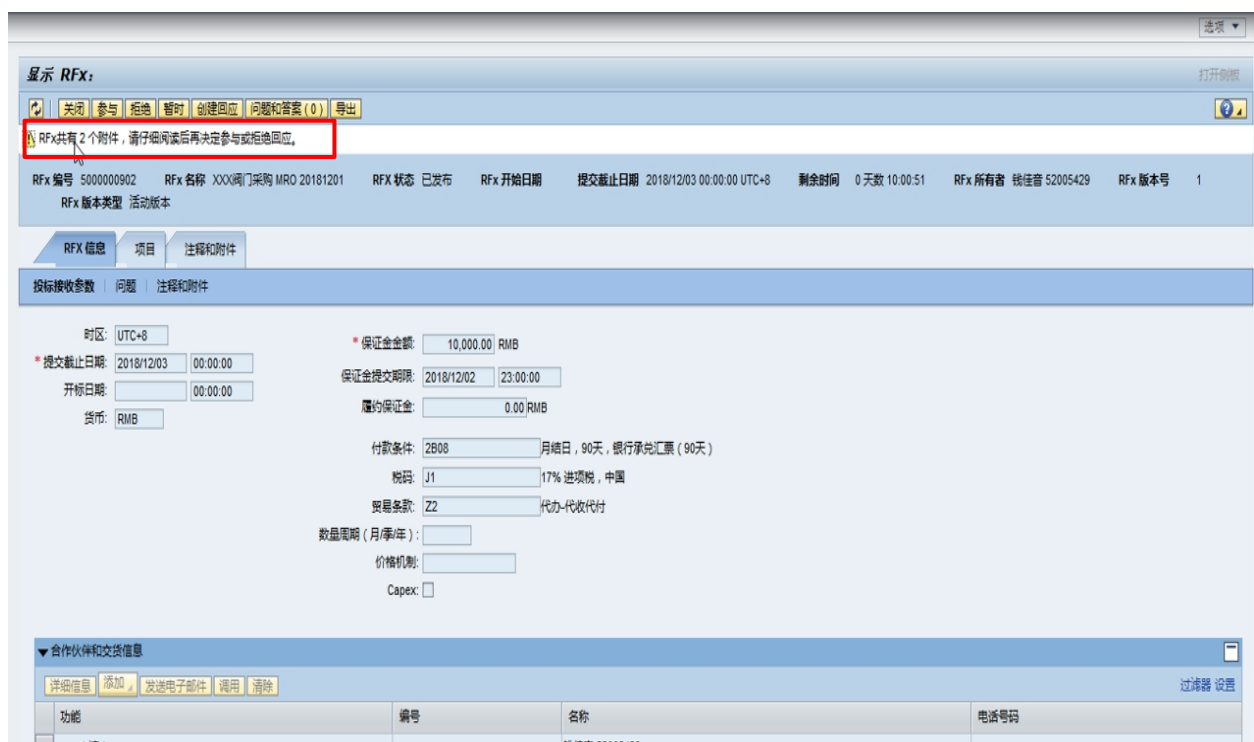 选项
显示 RFx:
打开侧板
关闭 参与 拒绝 暂时 创建回应 问题和答案(0) 导出
RFx共有2个附件,请仔细阅读后再决定参与或拒绝回应。
RFx 编号 5000000902 RFx 名称 XXX阀门采购 MRO 20181201 RFX 状态 已发布 RFx 开始日期 提交截止日期 2018/12/03 00:00:00 UTC+8 剩余时间 0 天数 10:00:51 RFx 所有者 钱佳音 52005429 RFx 版本号 1
RFx 版本类型 活动版本
RFX 信息 项目 注释和附件
投标接收参数 问题 注释和附件
时区: UTC+8
* 提交截止日期: 2018/12/03 00:00:00
开标日期: 00:00:00
货币: RMB
* 保证金金额: 10,000.00 RMB
保证金提交期限: 2018/12/02 23:00:00
履约保证金: 0.00 RMB
付款条件: 2B08 月结日,90天,银行承兑汇票(90天)
税码: J1 17% 进项税,中国
贸易条款: Z2 代办-代收代付
数量周期(月/季/年):
价格机制:
Capex:
合作伙伴和交货信息
详细信息 添加 发送电子邮件 调用 清除 过滤器 设置
功能 编号 名称 电话号码